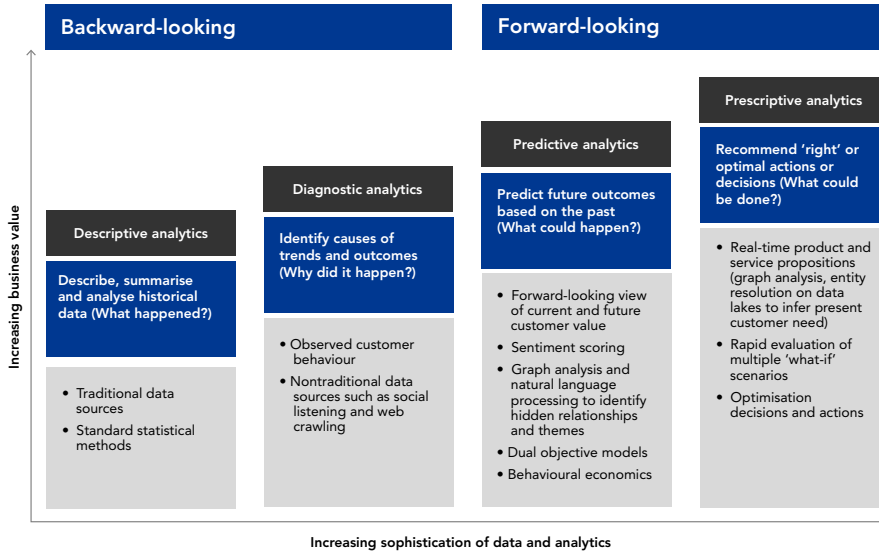 Backward-looking
Forward-looking
Increasing business value
Descriptive analytics
Describe, summarise
and analyse historical
data (What happened?)
• Traditional data
sources
• Standard statistical
methods
Diagnostic analytics
Identify causes of
trends and outcomes
(Why did it happen?)
• Observed customer
behaviour
• Nontraditional data
sources such as social
listening and web
crawling
Predictive analytics
Predict future outcomes
based on the past
(What could happen?)
• Forward-looking view
of current and future
customer value
• Sentiment scoring
• Graph analysis and
natural language
processing to identify
hidden relationships
and themes
• Dual objective models
• Behavioural economics
Prescriptive analytics
Recommend ‘right’ or
optimal actions or
decisions (What could
be done?)
• Real-time product and
service propositions
(graph analysis, entity
resolution on data
lakes to infer present
customer need)
• Rapid evaluation of
multiple ‘what-if’
scenarios
• Optimisation
decisions and actions
Increasing sophistication of data and analytics